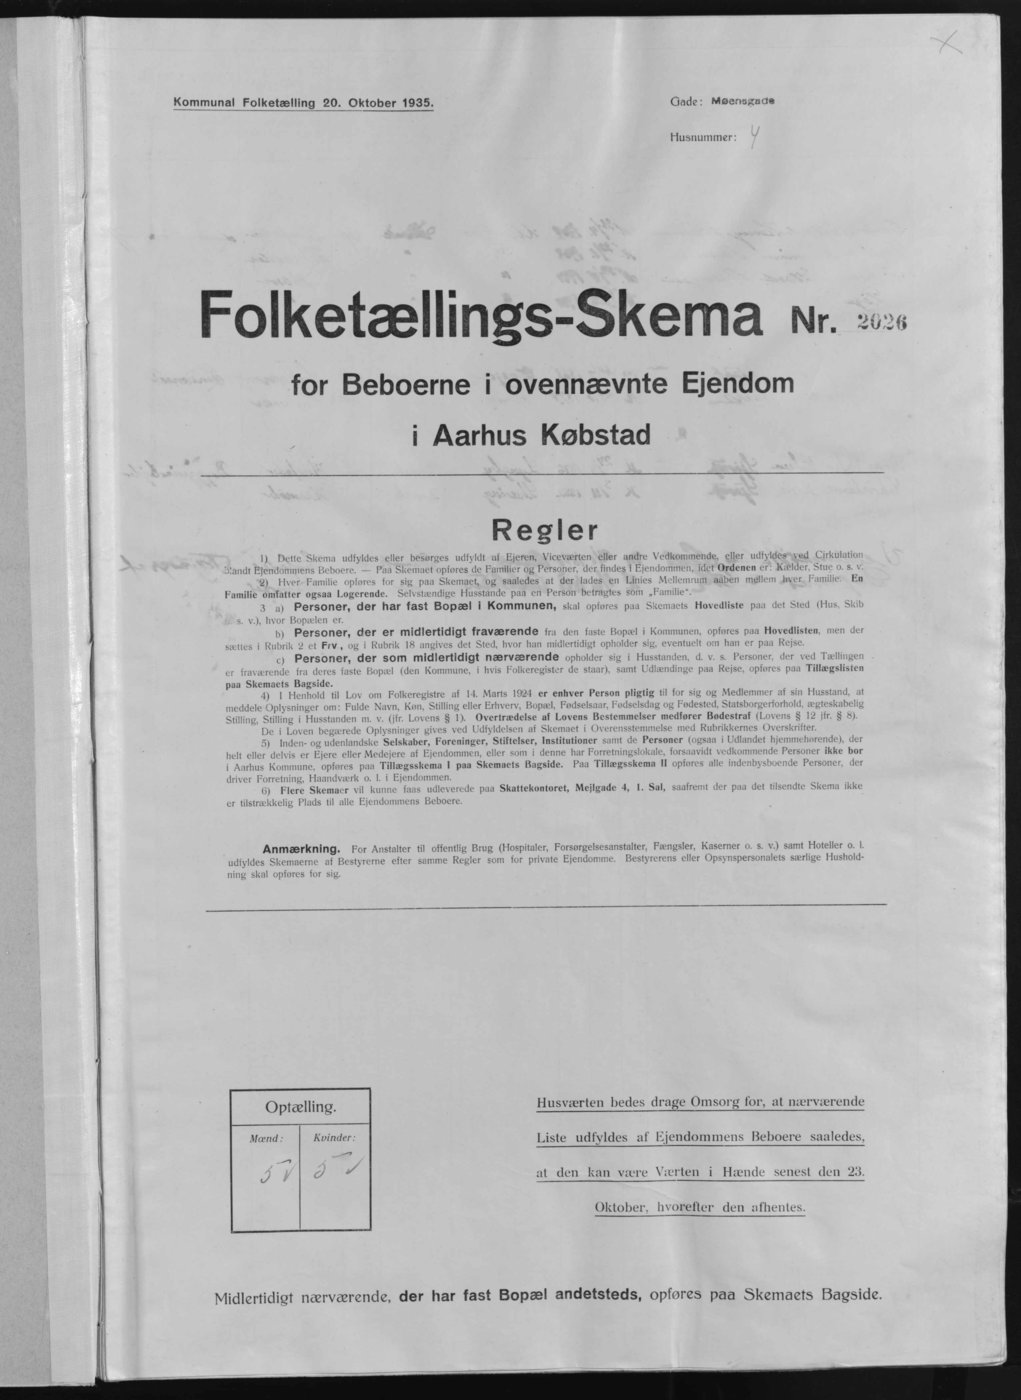 Kommunal Folketælling 20. Oktober 1935.
Gade: Møensgade
Husnummer: 4
Folketællings-Skema Nr. 2026
for Beboerne i ovennævnte Ejendom
i Aarhus Købstad
Regler
1) Dette Skema udfyldes eller besørges udfyldt af Ejeren, Viceværten eller andre Vedkommende, eller udfyldes ved Cirkulation
blandt Ejendommens Beboere. — Paa Skemaet opføres de Familier og Personer, der findes i Ejendommen, idet Ordenen er: Kælder, Stue o. s. v.
2) Hver Familie opføres for sig paa Skemaet, og saaledes at der lades en Linies Mellemrum aaben mellem hver Familie. En
Familie omfatter ogsaa Logerende. Selvstændige Husstande paa en Person betragtes som „Familie“.
3 a) Personer, der har fast Bopæl i Kommunen, skal opføres paa Skemaets Hovedliste paa det Sted (Hus, Skib
o. s. v.), hvor Bopælen er.
b) Personer, der er midlertidigt fraværende fra den faste Bopæl i Kommunen, opføres paa Hovedlisten, men der
sættes i Rubrik 2 et Frv, og i Rubrik 18 angives det Sted, hvor han midlertidigt opholder sig, eventuelt om han er paa Rejse.
c) Personer, der som midlertidigt nærværende opholder sig i Husstanden, d. v. s. Personer, der ved Tællingen
er fraværende fra deres faste Bopæl (den Kommune, i hvis Folkeregister de staar), samt Udlændinge paa Rejse, opføres paa Tillægslisten
paa Skemaets Bagside.
4) I Henhold til Lov om Folkeregistre af 14. Marts 1924 er enhver Person pligtig til for sig og Medlemmer af sin Husstand, at
meddele Oplysninger om: Fulde Navn, Køn, Stilling eller Erhverv, Bopæl, Fødselsaar, Fødselsdag og Fødested, Statsborgerforhold, ægteskabelig
Stilling, Stilling i Husstanden m. v. (jfr. Lovens § 1). Overtrædelse af Lovens Bestemmelser medfører Bødestraf (Lovens § 12 jfr. § 8).
De i Loven begærede Oplysninger gives ved Udfyldelsen af Skemaet i Overensstemmelse med Rubrikkernes Overskrifter.
5) Inden- og udenlandske Selskaber, Foreninger, Stiftelser, Institutioner samt de Personer (ogsaa i Udlandet hjemmehørende), der
helt eller delvis er Ejere eller Medejere af Ejendommen, eller som i denne har Forretningslokale, forsaavidt vedkommende Personer ikke bor
i Aarhus Kommune, opføres paa Tillægsskema I paa Skemaets Bagside. Paa Tillægsskema II opføres alle indenbysboende Personer, der
driver Forretning, Haandværk o. l. i Ejendommen.
6) Flere Skemaer vil kunne faas udleverede paa Skattekontoret, Mejlgade 4, 1. Sal, saafremt der paa det tilsendte Skema ikke
er tilstrækkelig Plads til alle Ejendommens Beboere.
Anmærkning. For Anstalter til offentlig Brug (Hospitaler, Forsørgelsesanstalter, Fængsler, Kaserner o. s. v.) samt Hoteller o. l.
udfyldes Skemaerne af Bestyrerne efter samme Regler som for private Ejendomme. Bestyrerens eller Opsynspersonalets særlige Hushold-
ning skal opføres for sig.
Optælling.
Mænd: Kvinder:
5 5
Husværten bedes drage Omsorg for, at nærværende
Liste udfyldes af Ejendommens Beboere saaledes,
at den kan være Værten i Hænde senest den 23.
Oktober, hvorefter den afhentes.
Midlertidigt nærværende, der har fast Bopæl andetsteds, opføres paa Skemaets Bagside.